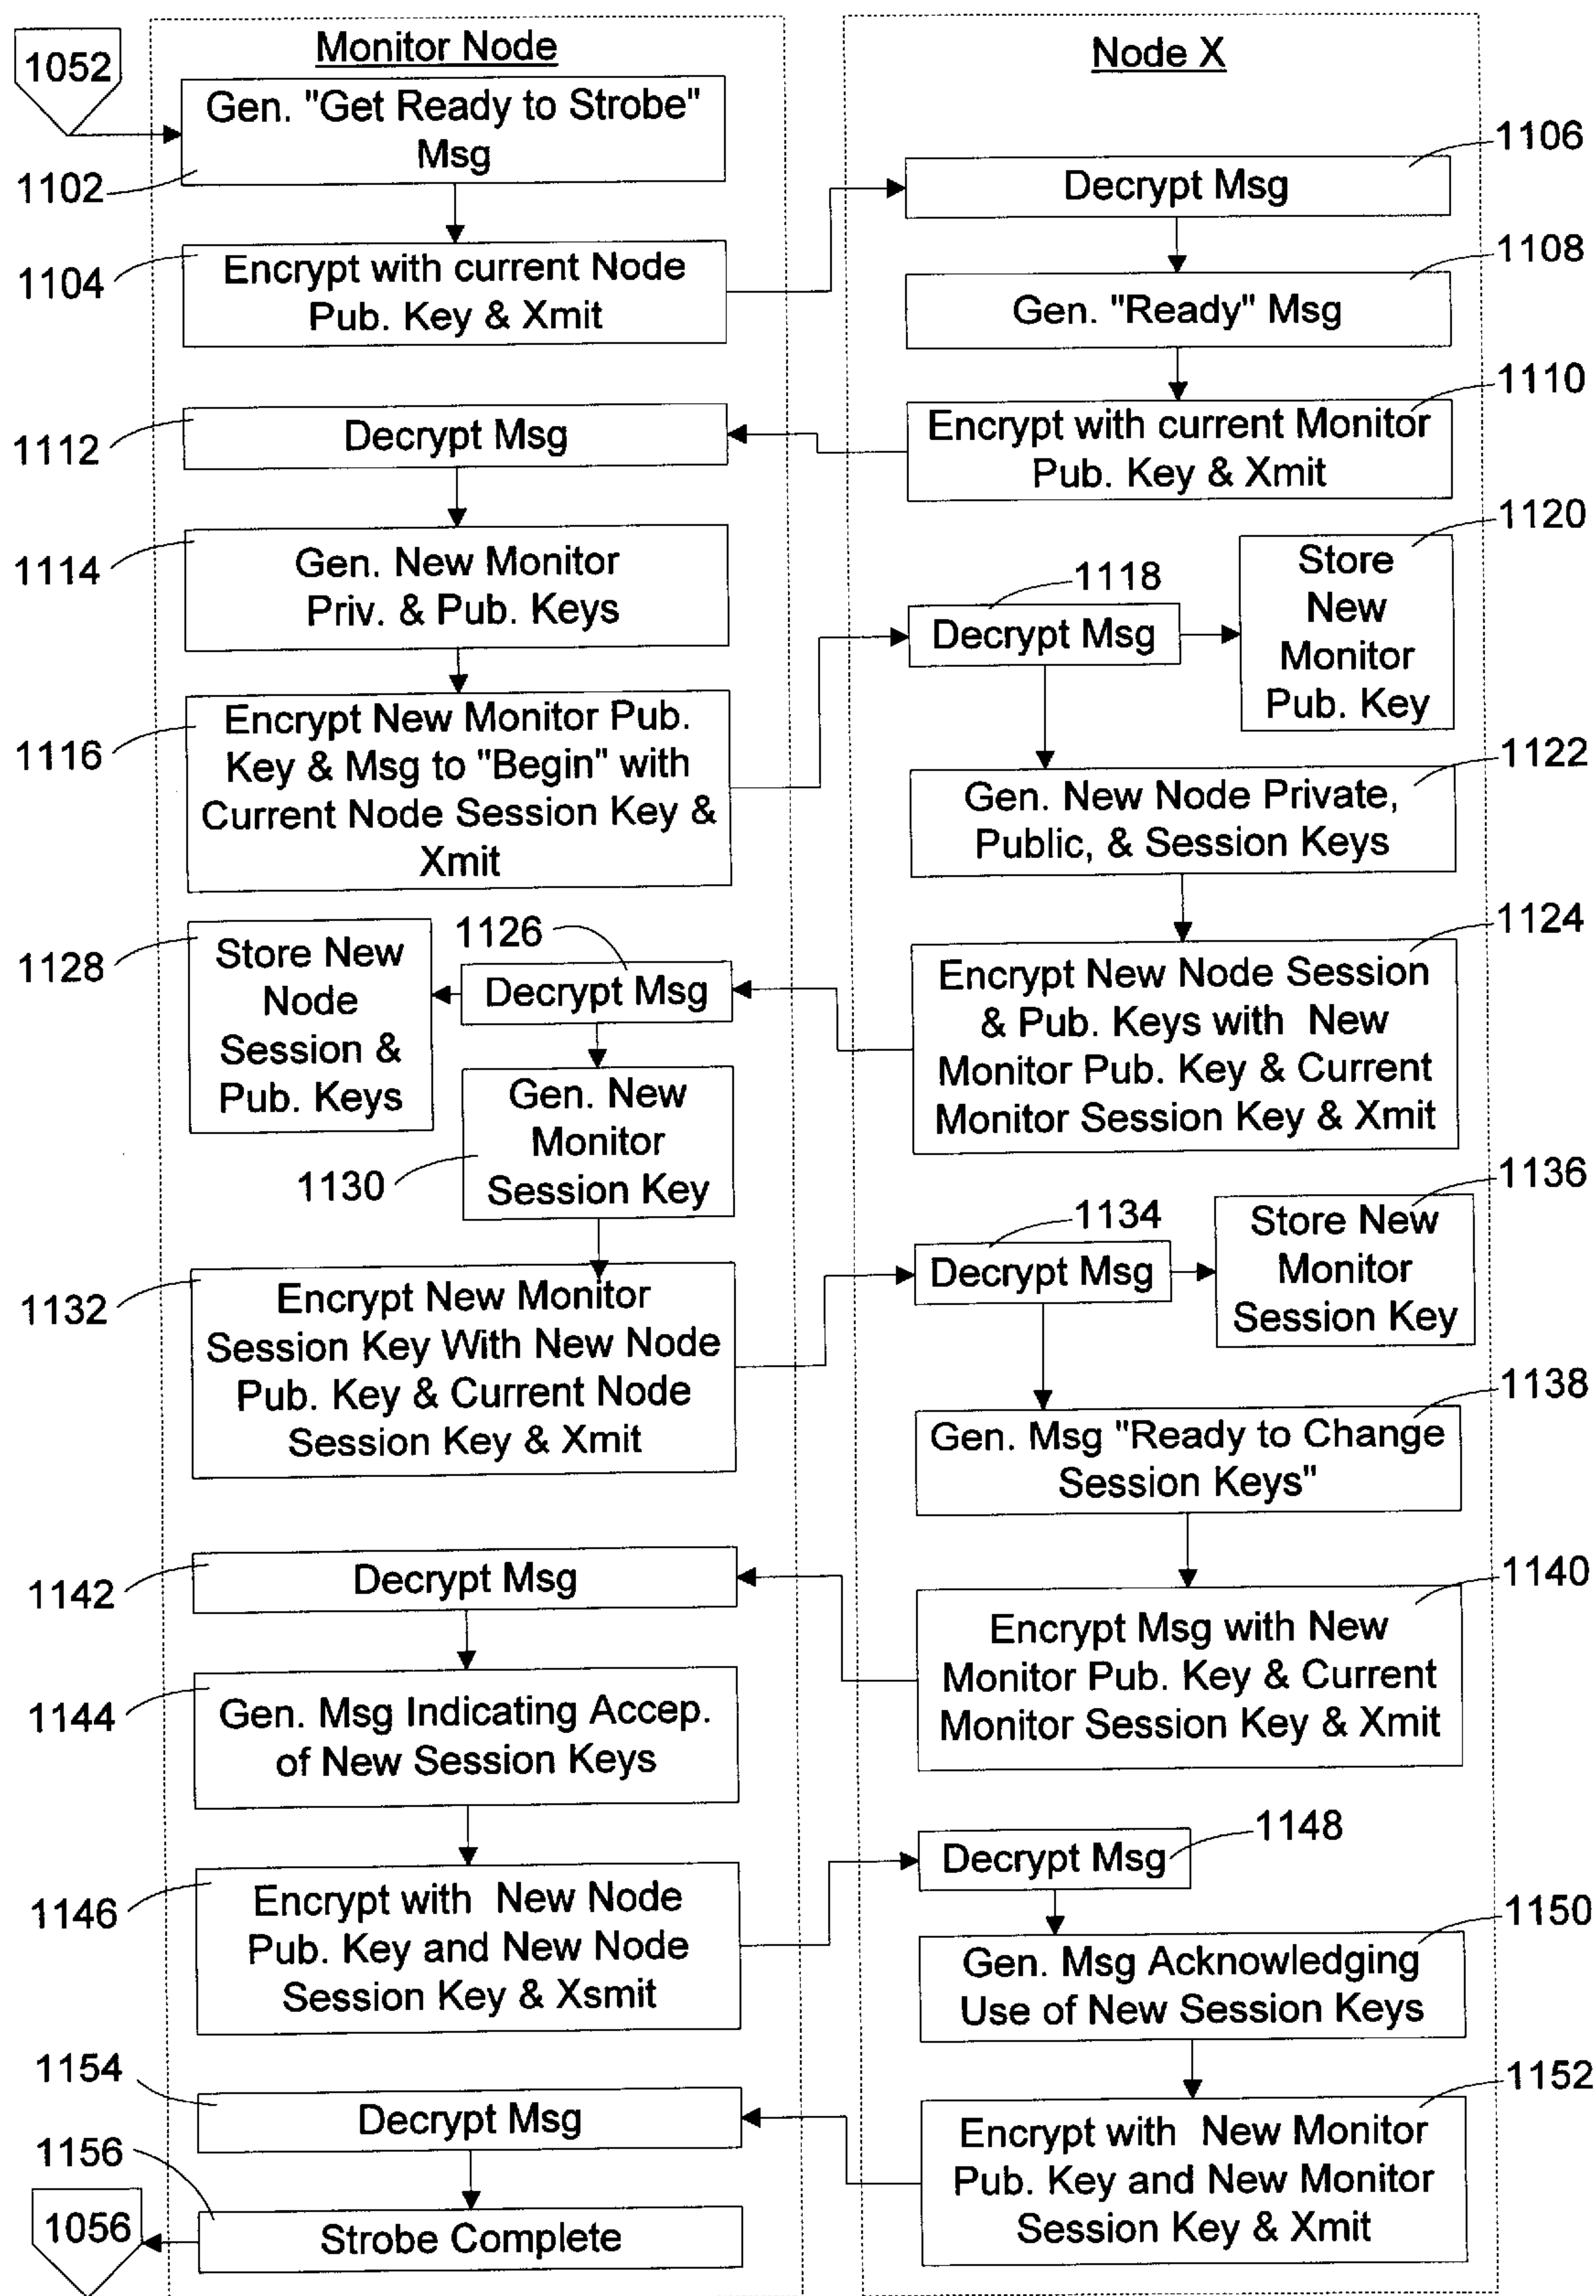 1052
Monitor Node
Gen. "Get Ready to Strobe"
Msg
1102
Encrypt with current Node
Pub. Key & Xmit
1104
Node X
1106
Decrypt Msg
1108
Gen. "Ready" Msg
1110
Encrypt with current Monitor
Pub. Key & Xmit
1112
Decrypt Msg
1114
Gen. New Monitor
Priv. & Pub. Keys
1116
Encrypt New Monitor Pub.
Key & Msg to "Begin" with
Current Node Session Key &
Xmit
1118
Decrypt Msg
1120
Store
New
Monitor
Pub. Key
1122
Gen. New Node Private,
Public, & Session Keys
1124
Encrypt New Node Session
& Pub. Keys with New
Monitor Pub. Key & Current
Monitor Session Key & Xmit
1126
Decrypt Msg
1128
Store New
Node
Session &
Pub. Keys
1130
Gen. New
Monitor
Session Key
1132
Encrypt New Monitor
Session Key With New Node
Pub. Key & Current Node
Session Key & Xmit
1134
Decrypt Msg
1136
Store New
Monitor
Session Key
1138
Gen. Msg "Ready to Change
Session Keys"
1140
Encrypt Msg with New
Monitor Pub. Key & Current
Monitor Session Key & Xmit
1142
Decrypt Msg
1144
Gen. Msg Indicating Accep.
of New Session Keys
1146
Encrypt with New Node
Pub. Key and New Node
Session Key & Xsmit
1148
Decrypt Msg
1150
Gen. Msg Acknowledging
Use of New Session Keys
1152
Encrypt with New Monitor
Pub. Key and New Monitor
Session Key & Xmit
1154
Decrypt Msg
1156
Strobe Complete
1056